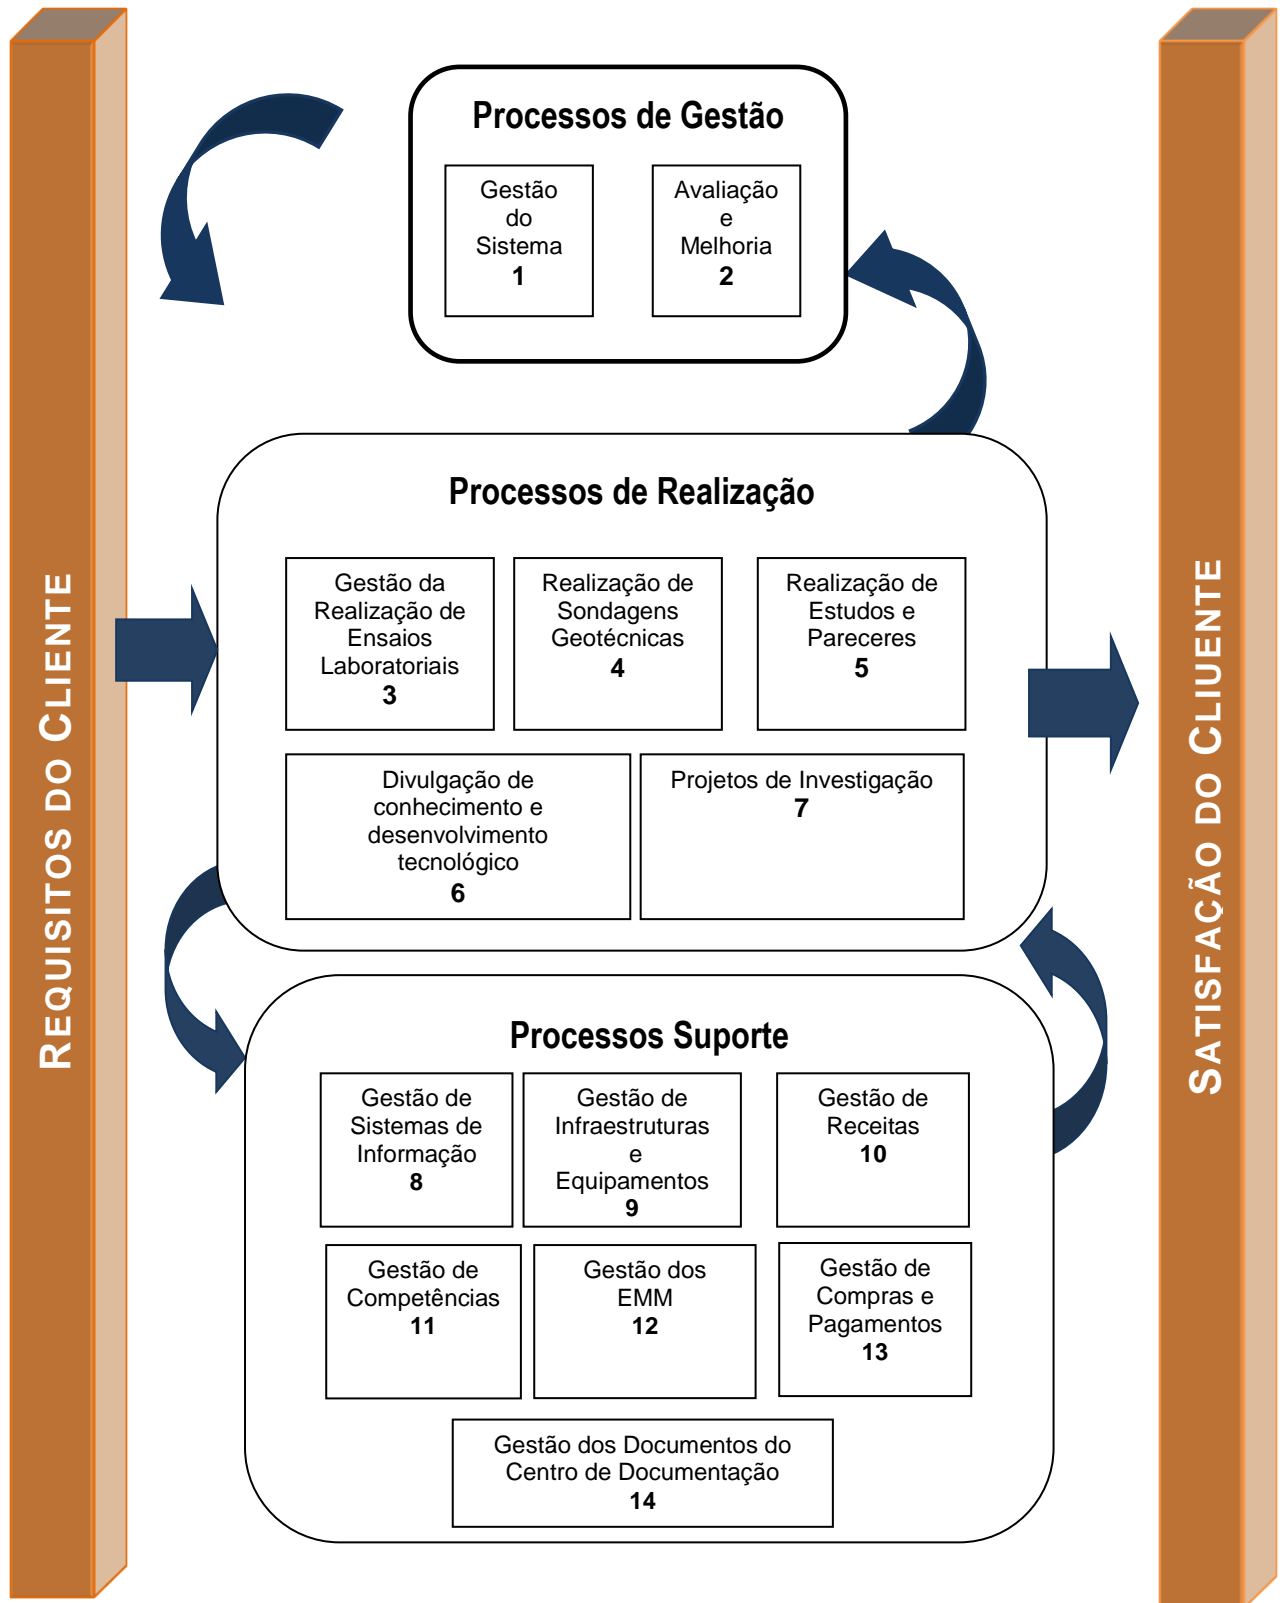 Processos de Gestão
Gestão
do
Sistema
1
Avaliação
e
Melhoria
2
Processos de Realização
Gestão da
Realização de
Ensaios
Laboratoriais
3
Realização de
Sondagens
Geotécnicas
4
Realização de
Estudos e
Pareceres
5
Divulgação de
conhecimento e
desenvolvimento
tecnológico
6
Projetos de Investigação
7
Processos Suporte
Gestão de
Sistemas de
Informação
8
Gestão de
Infraestruturas
e
Equipamentos
9
Gestão de
Receitas
10
Gestão de
Competências
11
Gestão dos
EMM
12
Gestão de
Compras e
Pagamentos
13
Gestão dos Documentos do
Centro de Documentação
14
REQUISITOS DO CLIENTE
SATISFAÇÃO DO CLIUENTE